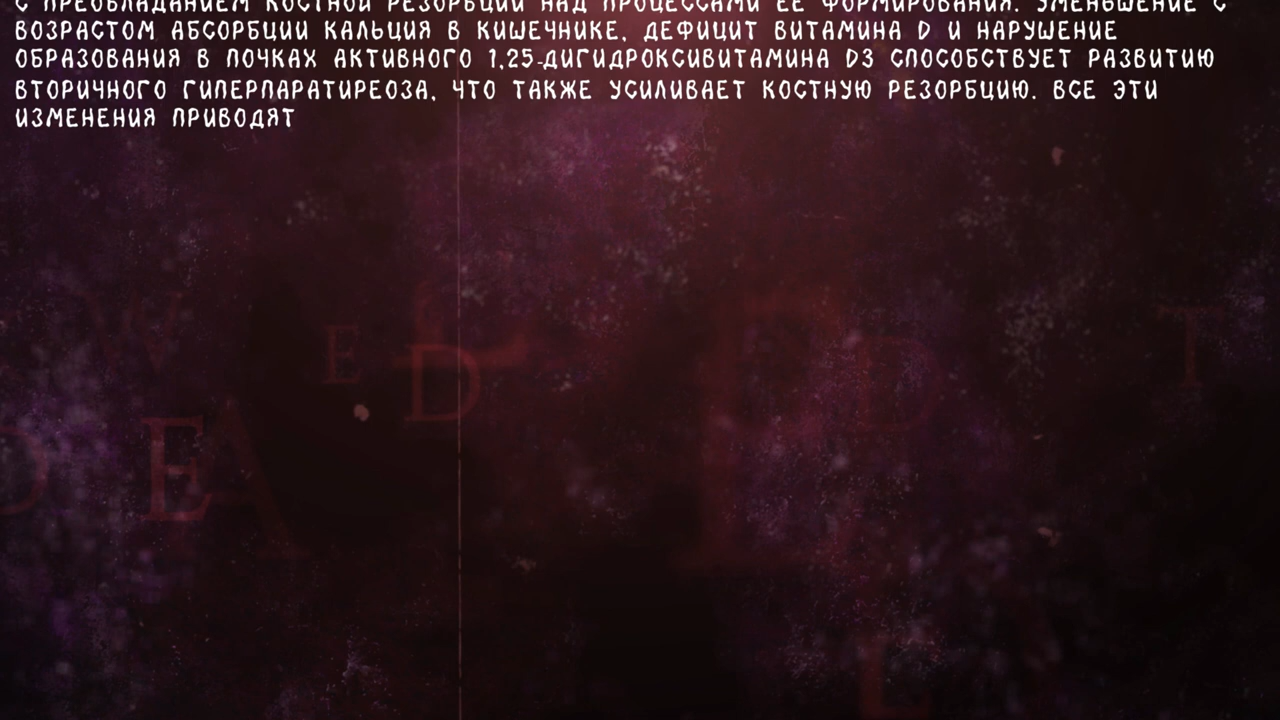 С ПРЕОБЛАДАНИЕМ КОСТНОЙ РЕЗОРБЦИИ НАД ПРОЦЕССАМИ ЕЕ ФОРМИРОВАНИЯ. УМЕНЬШЕНИЕ С
ВОЗРАСТОМ АБСОРБЦИИ КАЛЬЦИЯ В КИШЕЧНИКЕ, ДЕФИЦИТ ВИТАМИНА D И НАРУШЕНИЕ
ОБРАЗОВАНИЯ В ПОЧКАХ АКТИВНОГО 1,25-ДИГИДРОКСИВИТАМИНА D3 СПОСОБСТВУЕТ РАЗВИТИЮ
ВТОРИЧНОГО ГИПЕРПАРАТИРЕОЗА, ЧТО ТАКЖЕ УСИЛИВАЕТ КОСТНУЮ РЕЗОРБЦИЮ. ВСЕ ЭТИ
ИЗМЕНЕНИЯ ПРИВОДЯТ
W
E D D T
D E A